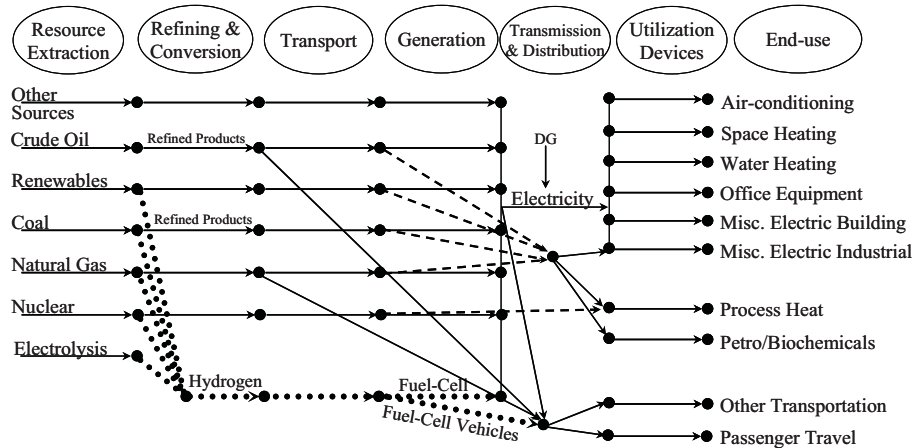 Resource
Extraction
Refining &
Conversion
Transport
Generation
Transmission
& Distribution
Utilization
Devices
End-use
Other
Sources
Crude Oil
Refined Products
Renewables
Coal
Refined Products
Natural Gas
Nuclear
Electrolysis
Hydrogen
Fuel-Cell
Fuel-Cell Vehicles
DG
Electricity
Air-conditioning
Space Heating
Water Heating
Office Equipment
Misc. Electric Building
Misc. Electric Industrial
Process Heat
Petro/Biochemicals
Other Transportation
Passenger Travel